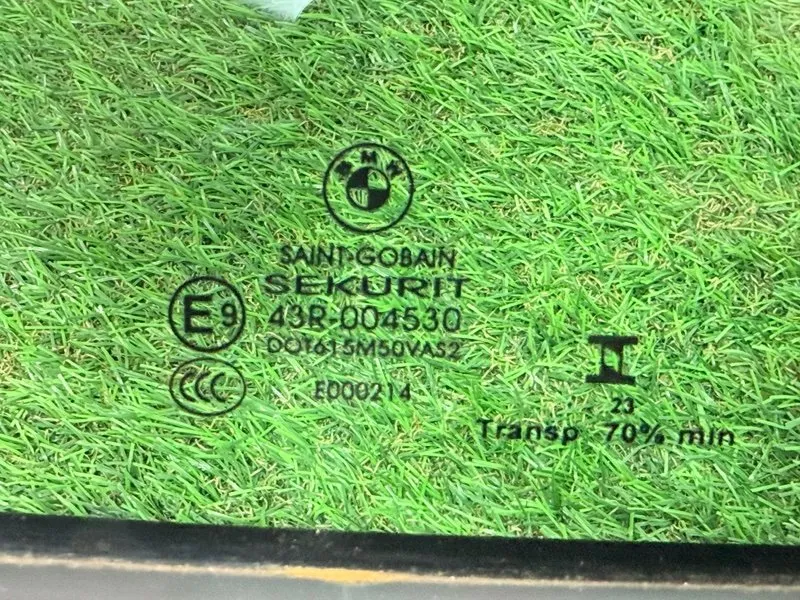 BMW
SAINT-GOBAIN
SEKURIT
E9
43R-004530
DOT615M50VAS2
CCC
E000214
23
Transp 70% min